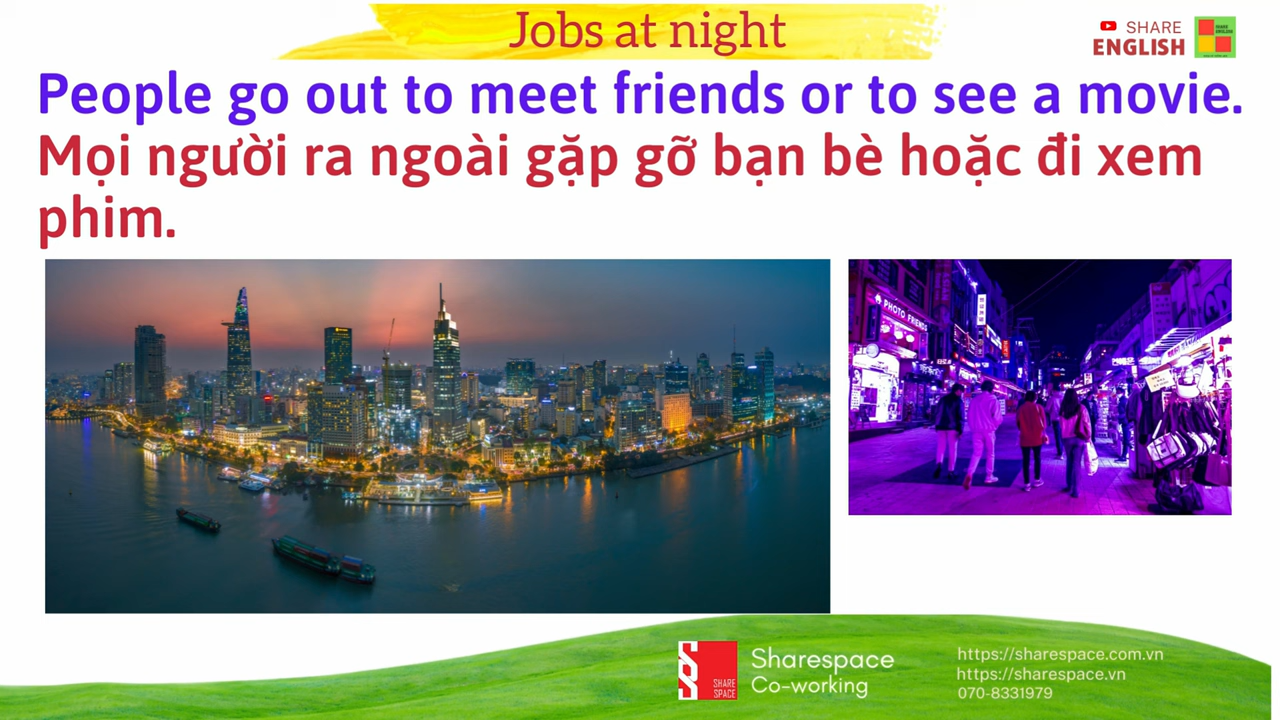 Jobs at night
SHARE
ENGLISH
People go out to meet friends or to see a movie.
Mọi người ra ngoài gặp gỡ bạn bè hoặc đi xem
phim.
PHOTO FRIENDS
SHARE
SPACE
Sharespace
Co-working
https://sharespace.com.vn
https://sharespace.vn
070-8331979